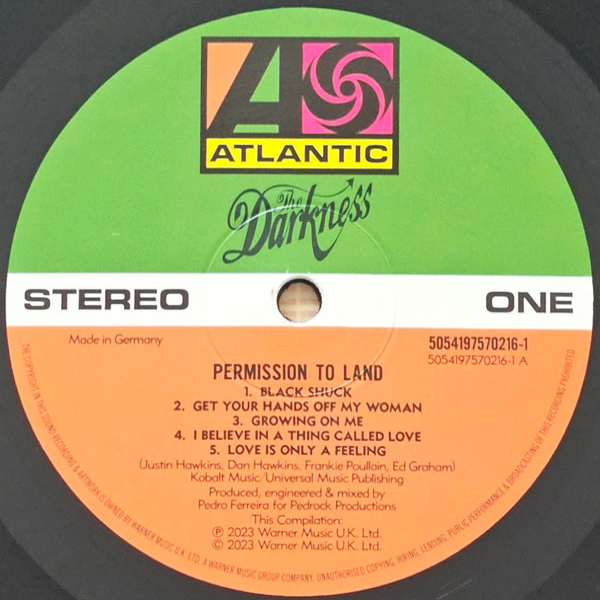 ATLANTIC
The Darkness
STEREO ONE
Made in Germany
5054197570216-1
5054197570216-1 A
PERMISSION TO LAND
1. BLACK SHUCK
2. GET YOUR HANDS OFF MY WOMAN
3. GROWING ON ME
4. I BELIEVE IN A THING CALLED LOVE
5. LOVE IS ONLY A FEELING
(Justin Hawkins, Dan Hawkins, Frankie Poullain, Ed Graham)
Kobalt Music/Universal Music Publishing
Produced, engineered & mixed by
Pedro Ferreira for Pedrock Productions
This Compilation:
℗ 2023 Warner Music U.K. Ltd.
© 2023 Warner Music U.K. Ltd.
THE COPYRIGHT IN THIS SOUND RECORDING & ARTWORK IS OWNED BY WARNER MUSIC U.K. LTD. A WARNER MUSIC GROUP COMPANY. UNAUTHORISED COPYING, HIRING, LENDING, PUBLIC PERFORMANCE & BROADCASTING OF THIS RECORDING PROHIBITED